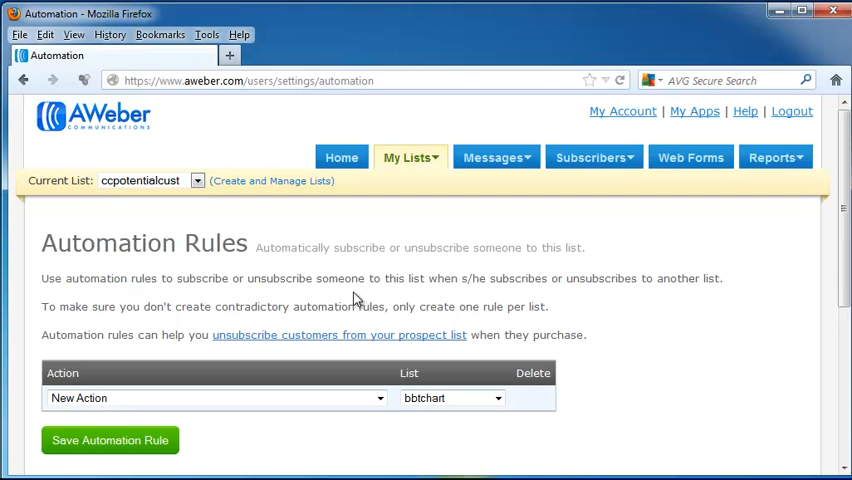 Automation - Mozilla Firefox
File Edit View History Bookmarks Tools Help
Automation
https://www.aweber.com/users/settings/automation
AVG Secure Search
AWeber
COMMUNICATIONS
My Account | My Apps | Help | Logout
Home My Lists Messages Subscribers Web Forms Reports
Current List: ccpotentialcust (Create and Manage Lists)
Automation Rules Automatically subscribe or unsubscribe someone to this list.
Use automation rules to subscribe or unsubscribe someone to this list when s/he subscribes or unsubscribes to another list.
To make sure you don't create contradictory automation rules, only create one rule per list.
Automation rules can help you unsubscribe customers from your prospect list when they purchase.
Action List Delete
New Action bbtchart
Save Automation Rule